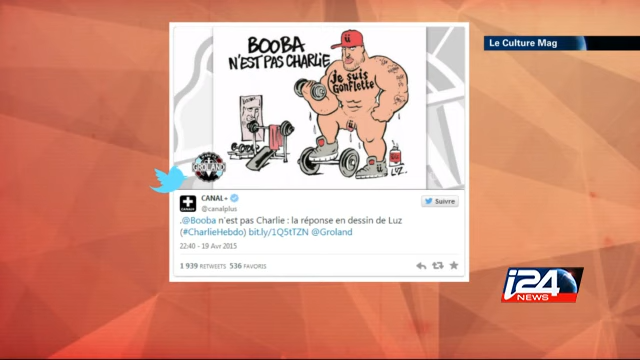 Le Culture Mag
BOOBA
N'EST PAS CHARLIE
Je suis
GONFLETTE
GROLAND
LUZ
CANAL+
CANAL+
@canalplus
Suivre
.@Booba n'est pas Charlie : la réponse en dessin de Luz
(#CharlieHebdo) bit.ly/1Q5tTZN @Groland
22:40 - 19 Avr 2015
1 939 RETWEETS 536 FAVORIS
i24
NEWS